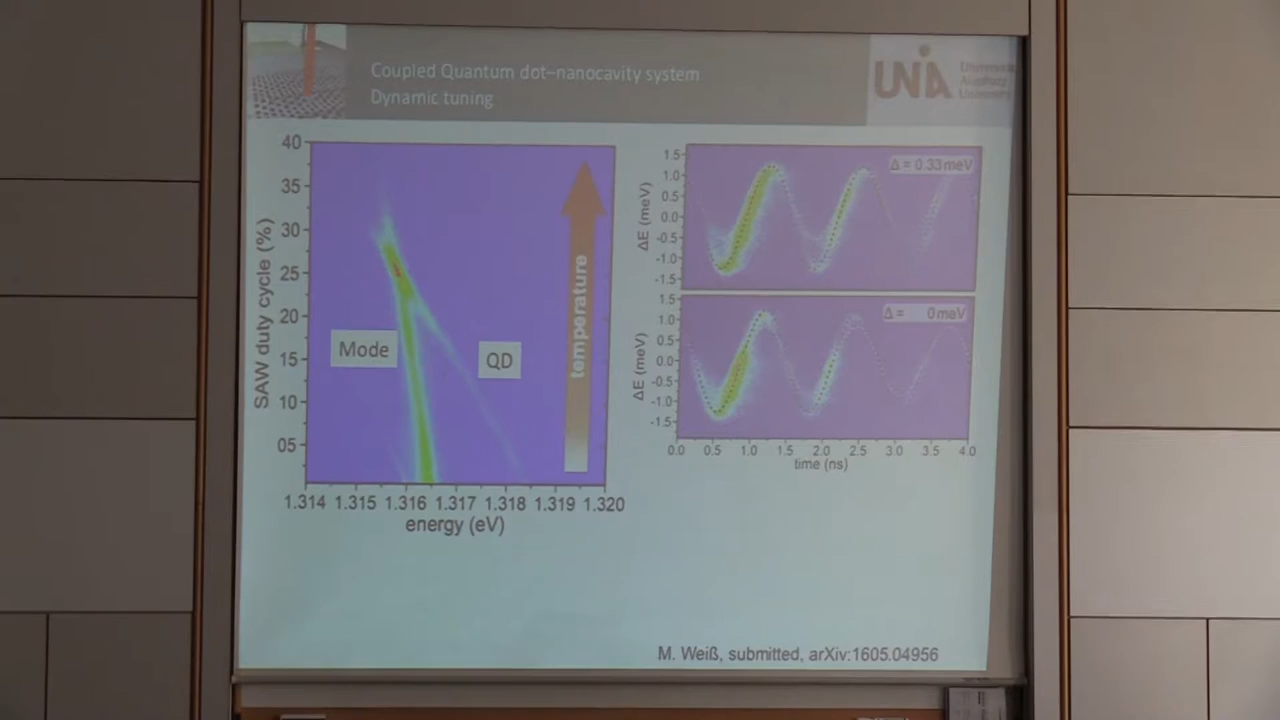 Coupled Quantum dot–nanocavity system
Dynamic tuning
UNIA
SAW duty cycle (%)
40
35
30
25
20
15
10
05
Mode
QD
temperature
1.314 1.315 1.316 1.317 1.318 1.319 1.320
energy (eV)
ΔE (meV)
1.5
1.0
0.5
0.0
-0.5
-1.0
-1.5
Δ = 0.33meV
ΔE (meV)
1.5
1.0
0.5
0.0
-0.5
-1.0
-1.5
Δ = 0meV
0.0 0.5 1.0 1.5 2.0 2.5 3.0 3.5 4.0
time (ns)
M. Weiß, submitted, arXiv:1605.04956